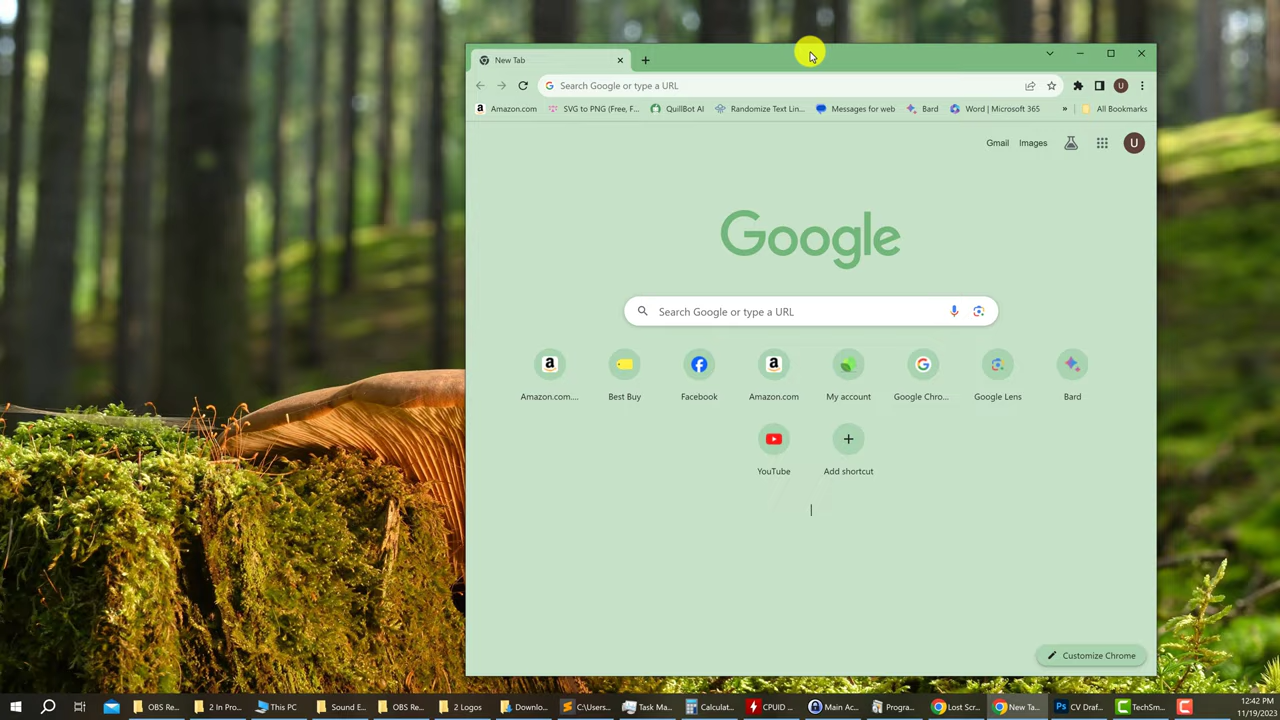 New Tab
Search Google or type a URL
U
Amazon.com
SVG to PNG (Free, F...
QuillBot AI
Randomize Text Lin...
Messages for web
Bard
Word | Microsoft 365
»
All Bookmarks
Gmail
Images
U
Google
Search Google or type a URL
Amazon.com....
Best Buy
Facebook
Amazon.com
My account
Google Chro...
Google Lens
Bard
YouTube
Add shortcut
Customize Chrome
OBS Re...
2 In Pro...
This PC
Sound E...
OBS Re...
2 Logos
Downlo...
C:\Users...
Task Ma...
Calculat...
CPUID ...
Main Ac...
Progra...
Lost Scr...
New Ta...
CV Draf...
TechSm...
12:42 PM
11/19/2023